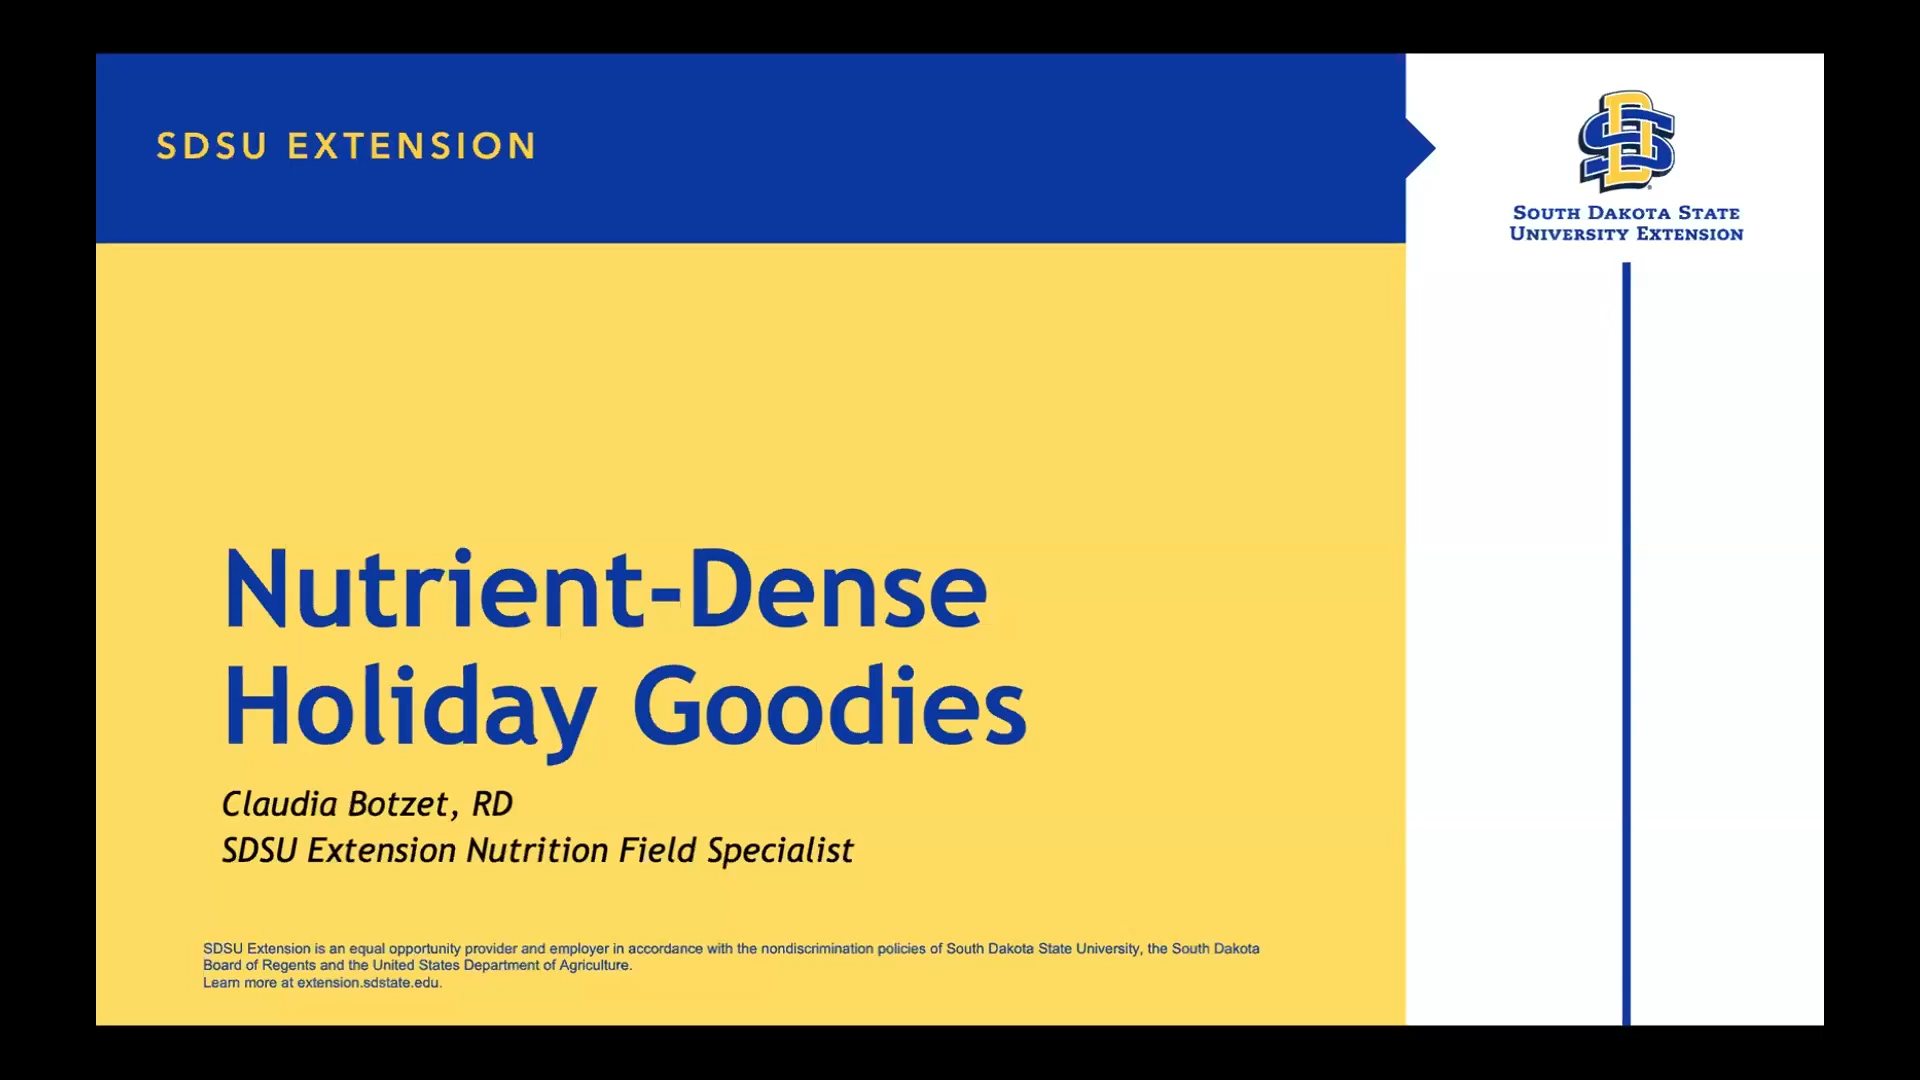 SDSU EXTENSION
SOUTH DAKOTA STATE
UNIVERSITY EXTENSION
Nutrient-Dense
Holiday Goodies
Claudia Botzet, RD
SDSU Extension Nutrition Field Specialist
SDSU Extension is an equal opportunity provider and employer in accordance with the nondiscrimination policies of South Dakota State University, the South Dakota
Board of Regents and the United States Department of Agriculture.
Learn more at extension.sdstate.edu.